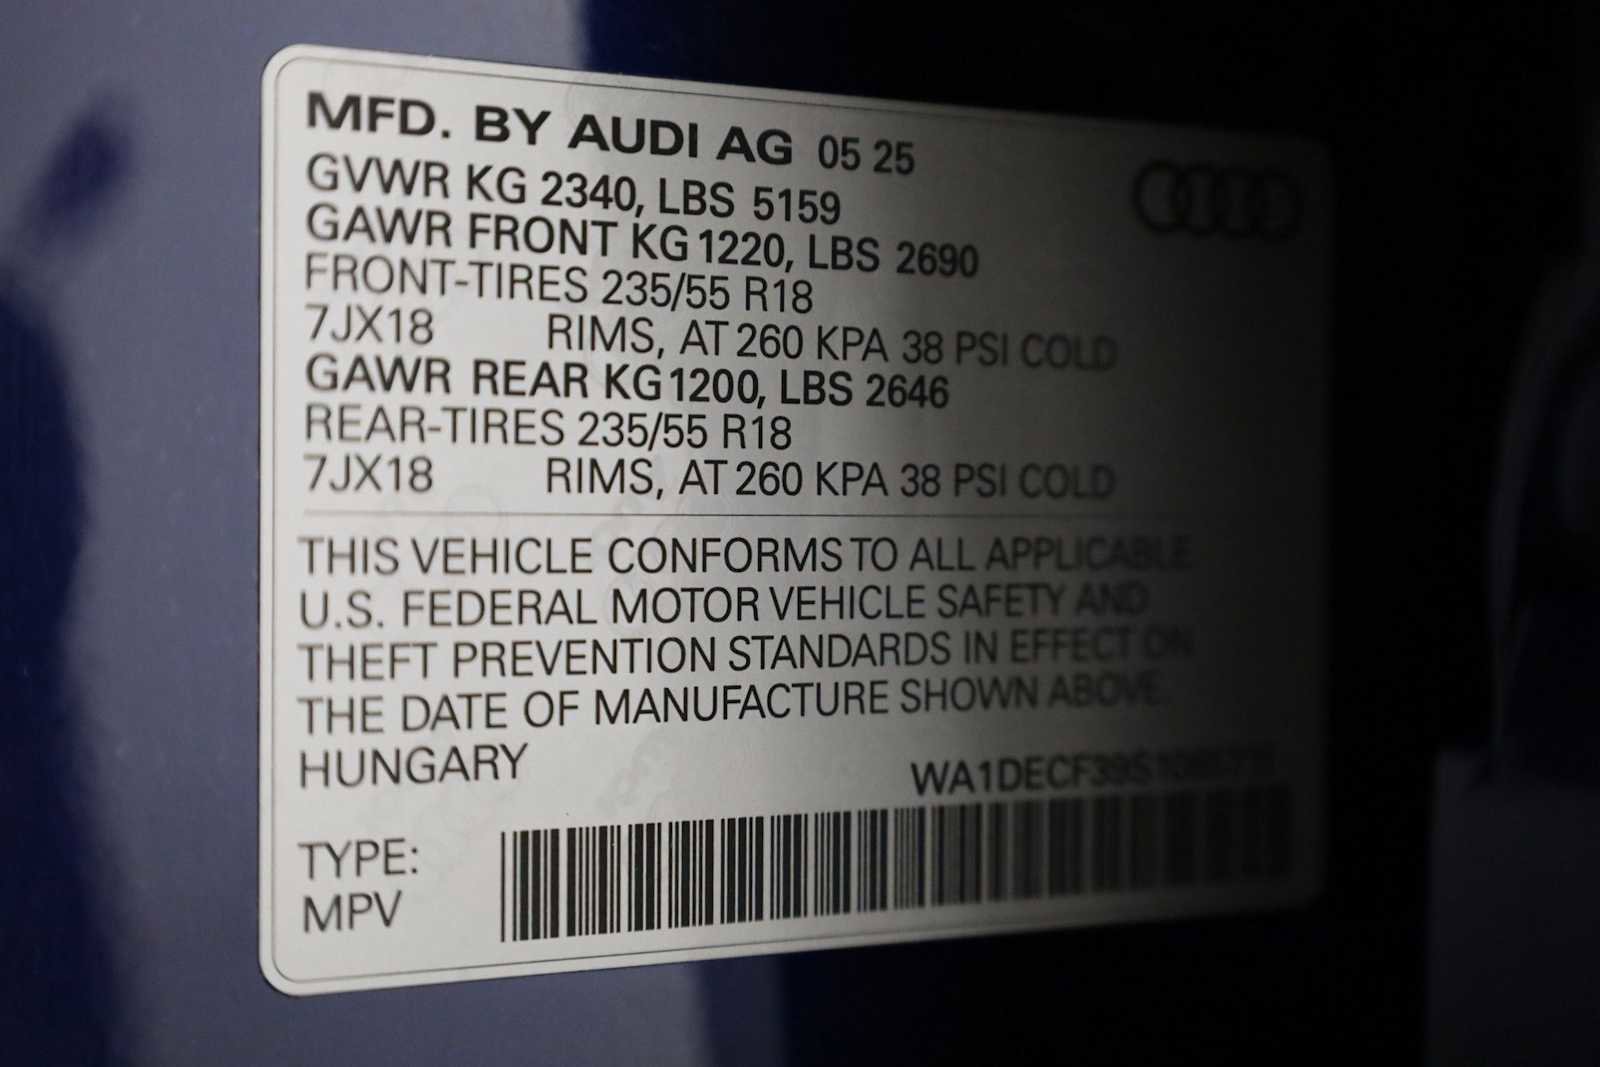 MFD. BY AUDI AG 05 25
GVWR KG 2340, LBS 5159
GAWR FRONT KG 1220, LBS 2690
FRONT-TIRES 235/55 R18
7JX18 RIMS, AT 260 KPA 38 PSI COLD
GAWR REAR KG 1200, LBS 2646
REAR-TIRES 235/55 R18
7JX18 RIMS, AT 260 KPA 38 PSI COLD
THIS VEHICLE CONFORMS TO ALL APPLICABLE
U.S. FEDERAL MOTOR VEHICLE SAFETY AND
THEFT PREVENTION STANDARDS IN EFFECT ON
THE DATE OF MANUFACTURE SHOWN ABOVE.
HUNGARY
TYPE:
MPV